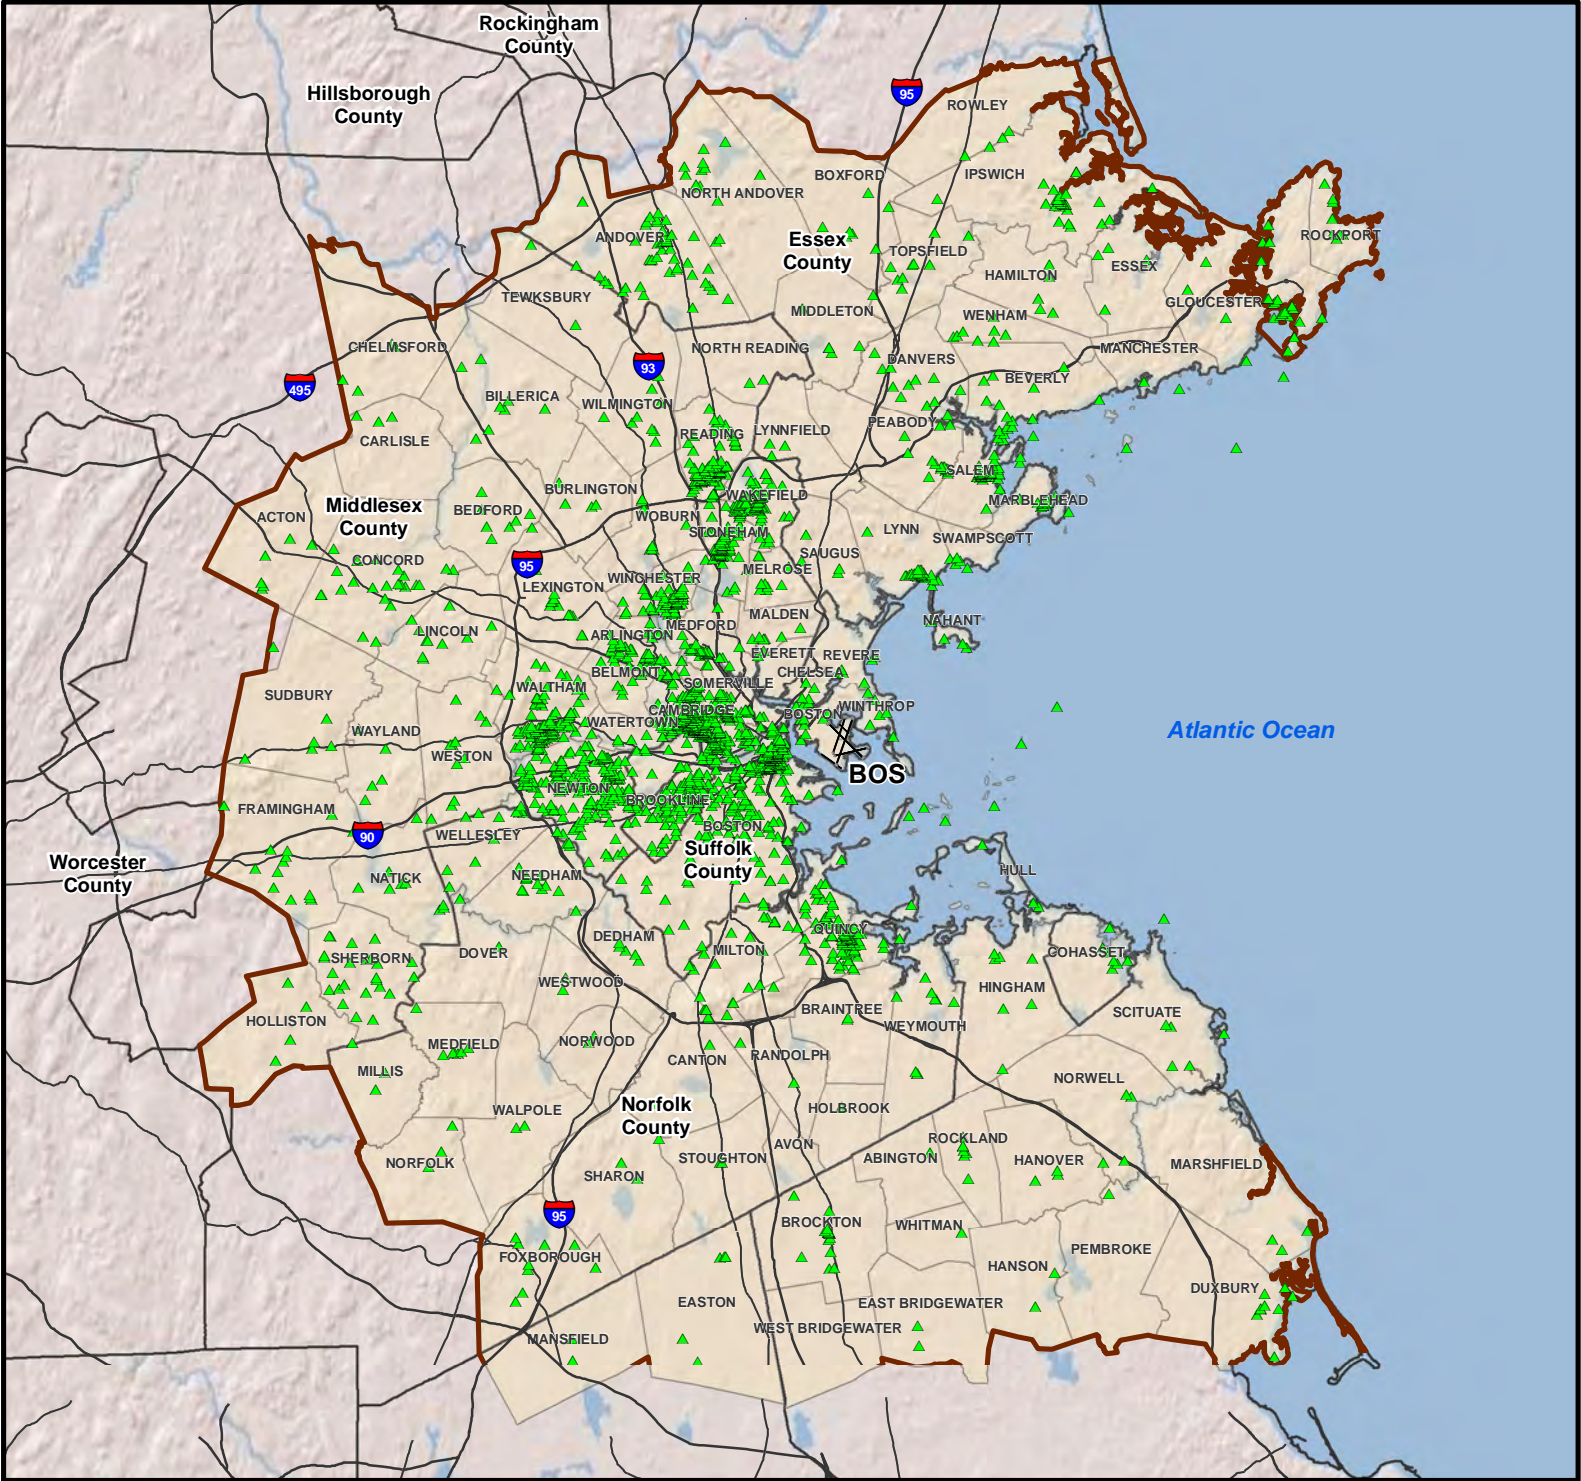 Rockingham
County
Hillsborough
County
95
ROWLEY
BOXFORD
IPSWICH
NORTH ANDOVER
ANDOVER
Essex
County
TOPSFIELD
ROCKPORT
HAMILTON
ESSEX
TEWKSBURY
MIDDLETON
WENHAM
GLOUCESTER
CHELMSFORD
NORTH READING
MANCHESTER
93
DANVERS
495
BEVERLY
BILLERICA
WILMINGTON
PEABODY
CARLISLE
READING
LYNNFIELD
SALEM
BURLINGTON
WAKEFIELD
MARBLEHEAD
Middlesex
County
ACTON
BEDFORD
WOBURN
STONEHAM
LYNN
SWAMPSCOTT
CONCORD
95
SAUGUS
MELROSE
LEXINGTON
WINCHESTER
MALDEN
NAHANT
LINCOLN
ARLINGTON
MEDFORD
EVERETT
REVERE
BELMONT
CHELSEA
SUDBURY
WALTHAM
SOMERVILLE
CAMBRIDGE
BOSTON
WINTHROP
WATERTOWN
WAYLAND
WESTON
Atlantic Ocean
BOS
NEWTON
BROOKLINE
FRAMINGHAM
90
WELLESLEY
BOSTON
Suffolk
County
Worcester
County
NATICK
NEEDHAM
HULL
QUINCY
DEDHAM
MILTON
DOVER
SHERBORN
COHASSET
WESTWOOD
HINGHAM
HOLLISTON
BRAINTREE
WEYMOUTH
SCITUATE
MEDFIELD
NORWOOD
CANTON
RANDOLPH
MILLIS
NORWELL
Norfolk
County
WALPOLE
HOLBROOK
AVON
ROCKLAND
NORFOLK
SHARON
STOUGHTON
ABINGTON
HANOVER
MARSHFIELD
95
BROCKTON
WHITMAN
FOXBOROUGH
PEMBROKE
HANSON
DUXBURY
EASTON
EAST BRIDGEWATER
WEST BRIDGEWATER
MANSFIELD